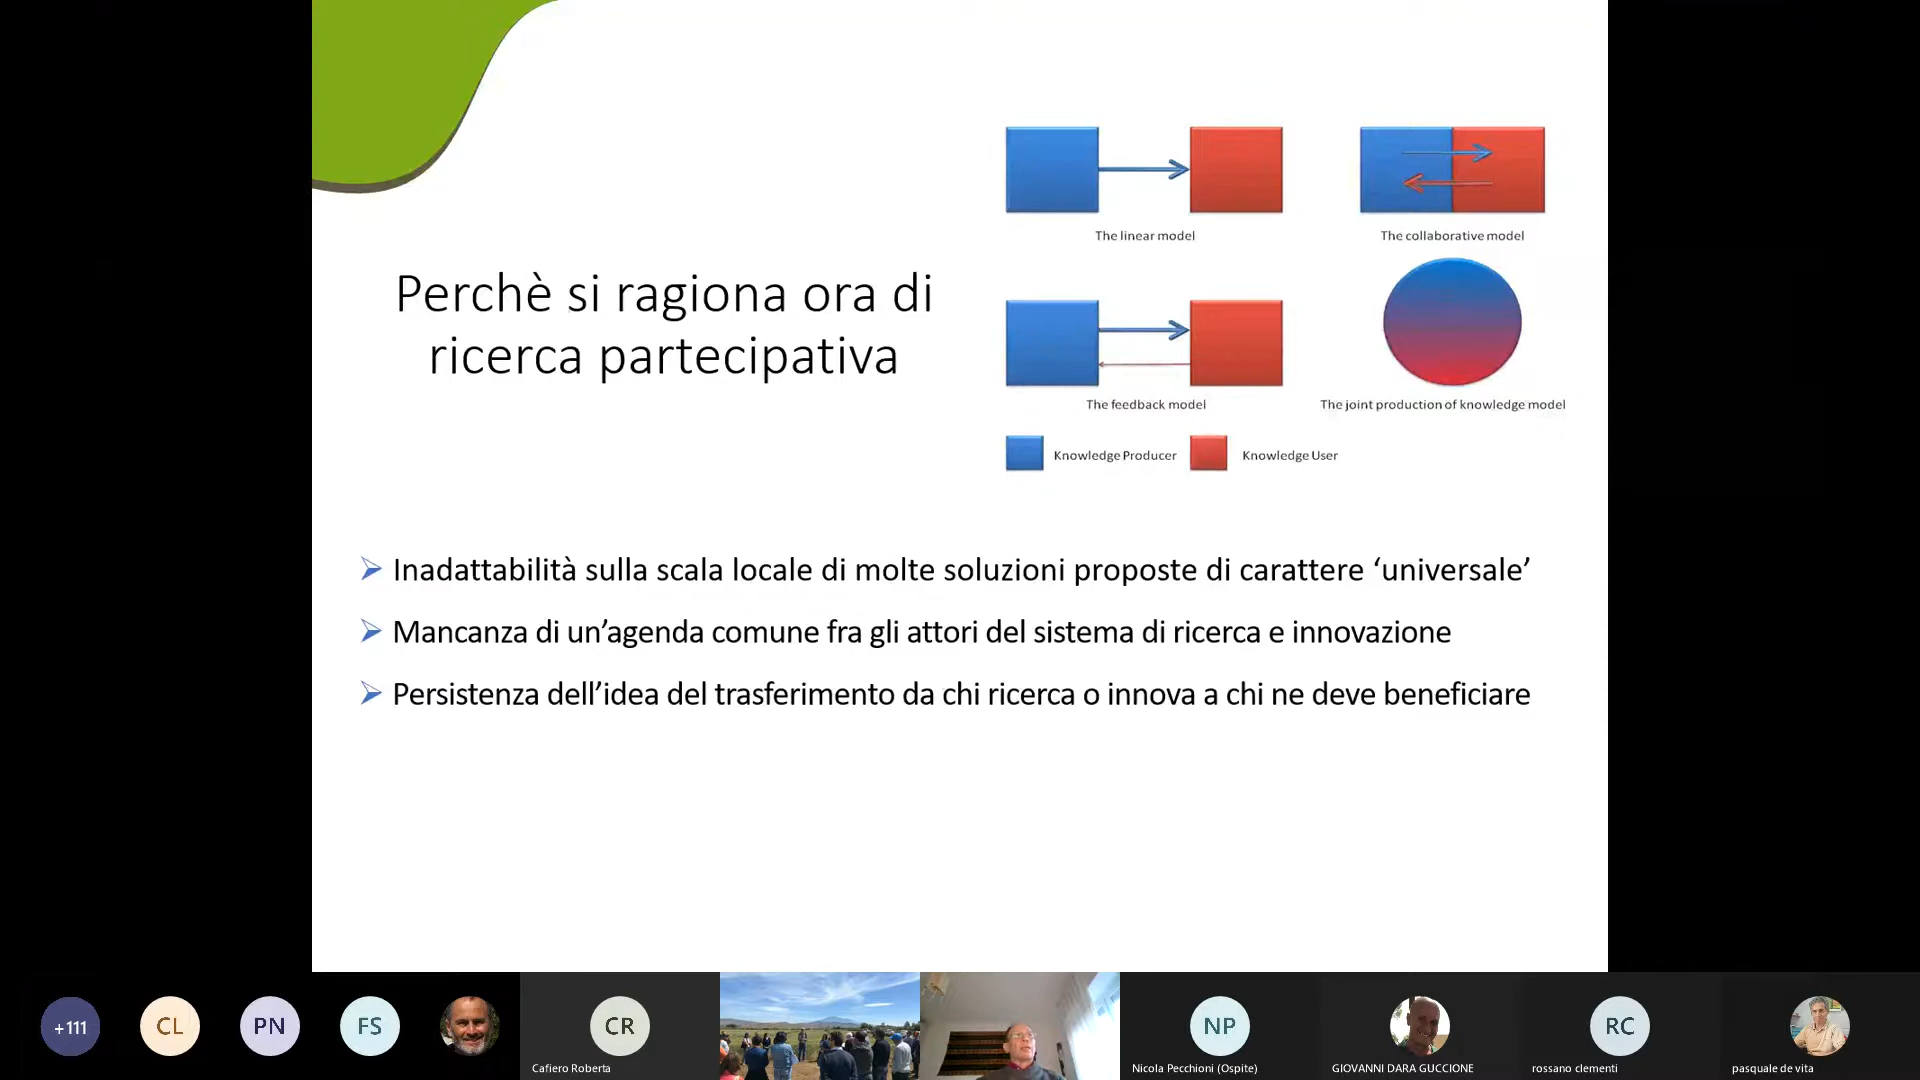 The linear model
The collaborative model
Perchè si ragiona ora di
ricerca partecipativa
The feedback model
The joint production of knowledge model
Knowledge Producer
Knowledge User
Inadattabilità sulla scala locale di molte soluzioni proposte di carattere ‘universale’
Mancanza di un’agenda comune fra gli attori del sistema di ricerca e innovazione
Persistenza dell’idea del trasferimento da chi ricerca o innova a chi ne deve beneficiare
+111
CL
PN
FS
CR
NP
RC
Cafiero Roberta
Nicola Pecchioni (Ospite)
GIOVANNI DARA GUCCIONE
rossano clementi
pasquale de vita